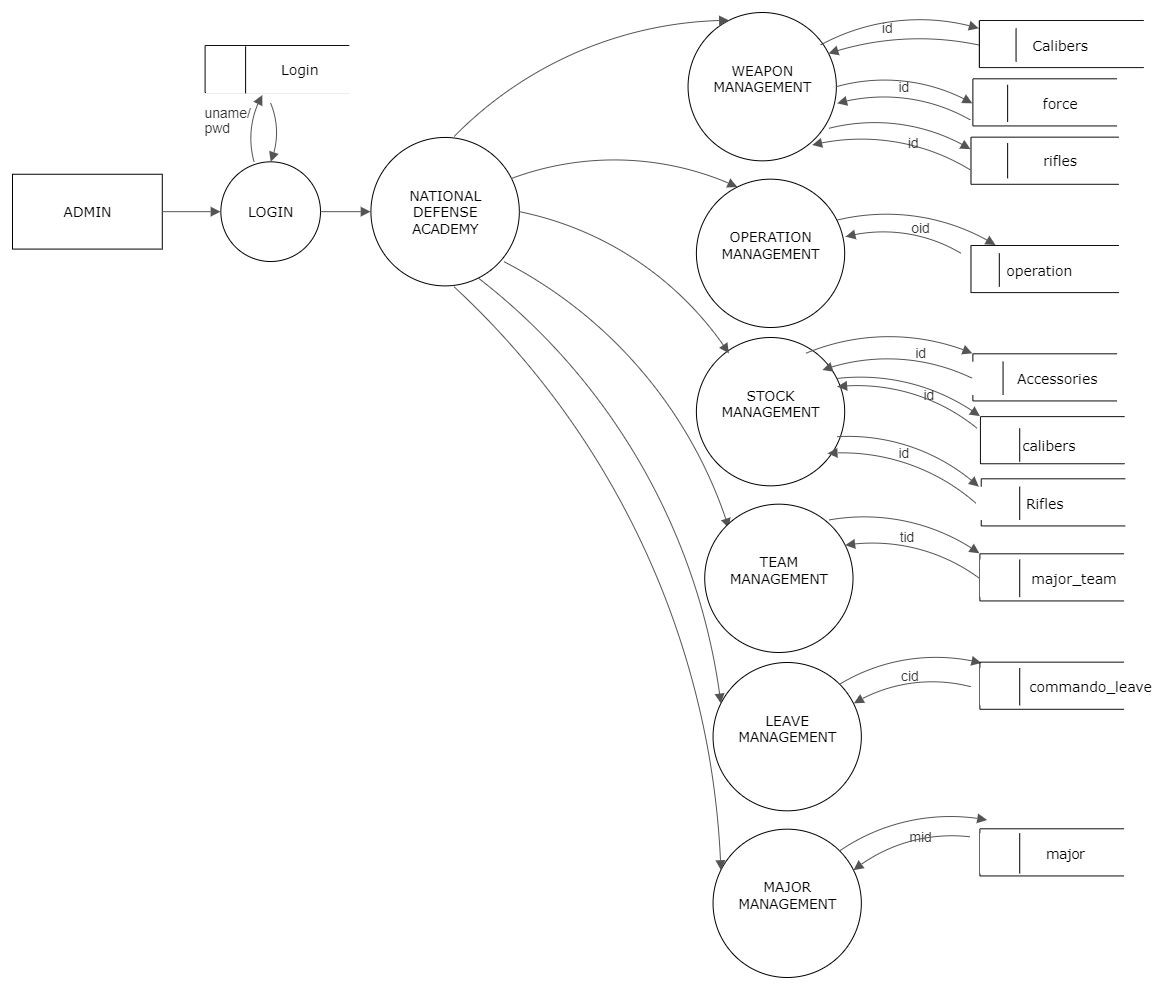 Login
uname/
pwd
ADMIN
LOGIN
NATIONAL
DEFENSE
ACADEMY
WEAPON
MANAGEMENT
id
Calibers
id
force
id
rifles
OPERATION
MANAGEMENT
oid
operation
STOCK
MANAGEMENT
id
Accessories
id
calibers
id
Rifles
TEAM
MANAGEMENT
tid
major_team
LEAVE
MANAGEMENT
cid
commando_leave
MAJOR
MANAGEMENT
mid
major